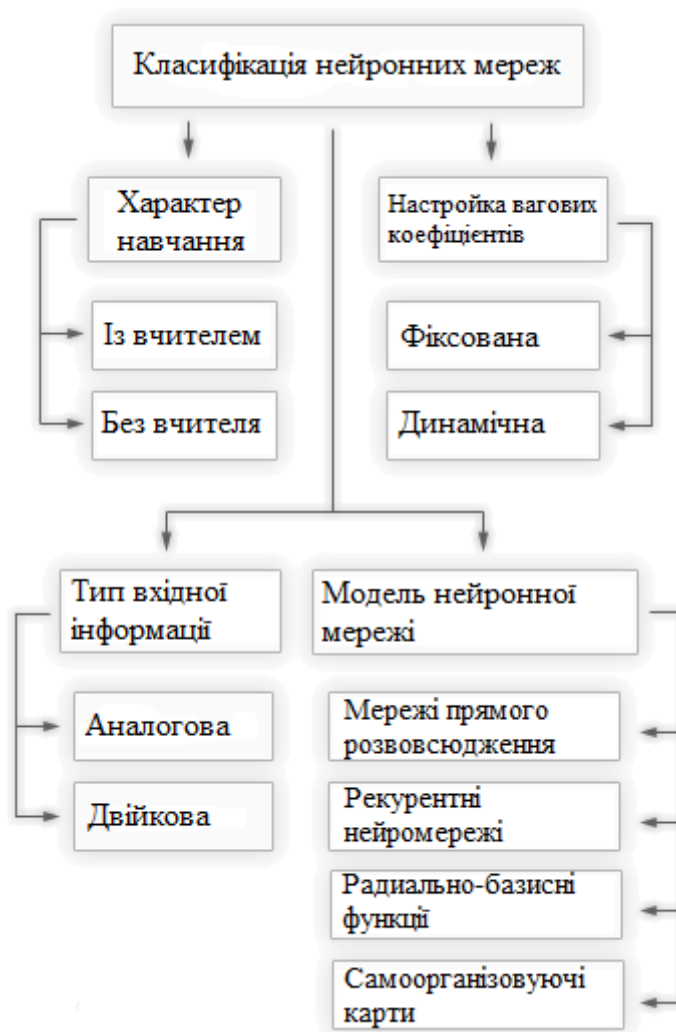 Класифікація нейронних мереж
Характер
навчання
Із вчителем
Без вчителя
Настройка вагових
коефіцієнтів
Фіксована
Динамічна
Тип вхідної
інформації
Аналогова
Двійкова
Модель нейронної
мережі
Мережі прямого
розвовсюдження
Рекурентні
нейромережі
Радиально-базисні
функції
Самоорганізовуючі
карти